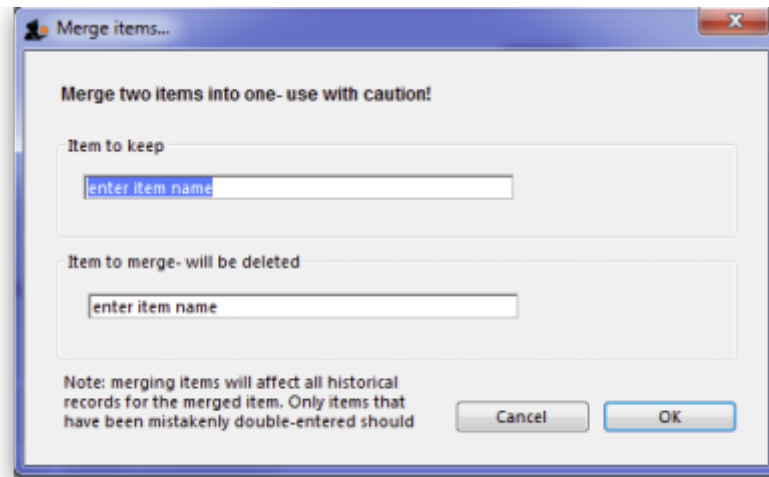 Merge items...
Merge two items into one- use with caution!
Item to keep
enter item name
Item to merge- will be deleted
enter item name
Note: merging items will affect all historical
records for the merged item. Only items that
have been mistakenly double-entered should
Cancel
OK